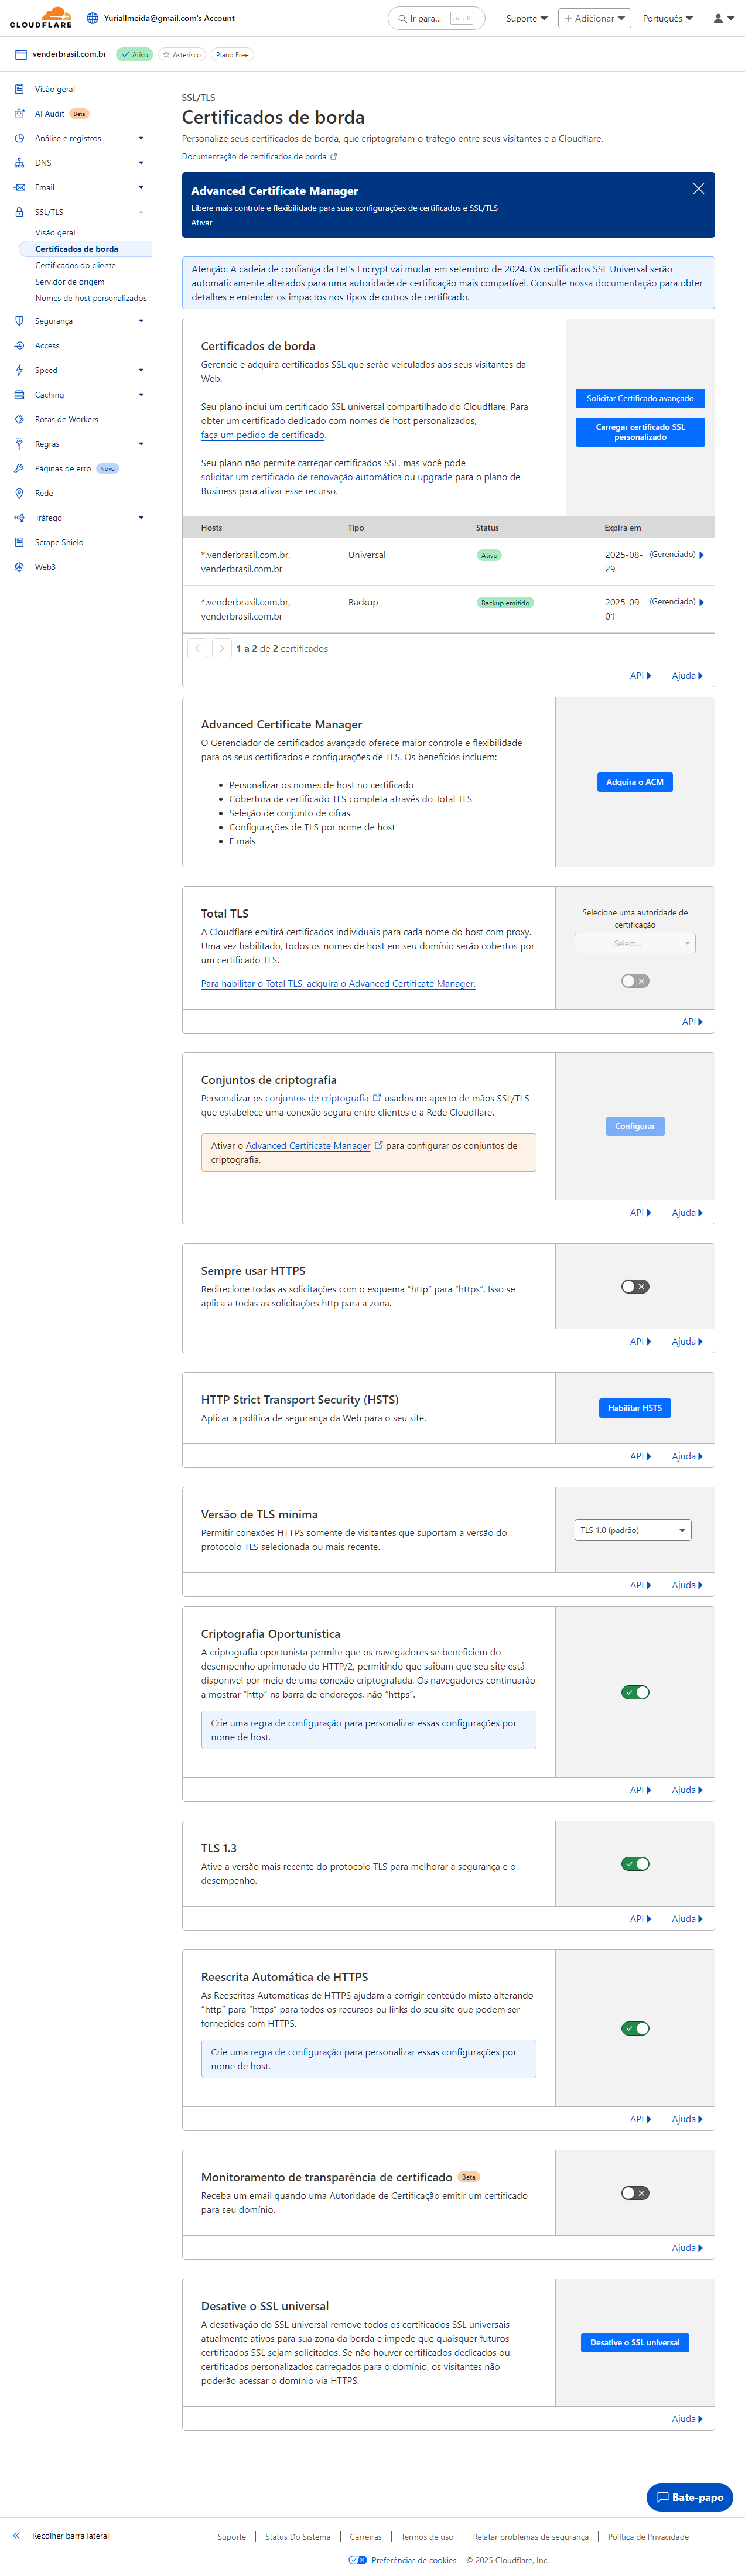 CLOUDFLARE
Yuriallmeida@gmail.com's Account
Ir para...
ctrl + K
Suporte
Adicionar
Português
venderbrasil.com.br
Ativo
Asterisco
Plano Free
Visão geral
AI Audit Beta
Análise e registros
DNS
Email
SSL/TLS
Visão geral
Certificados de borda
Certificados do cliente
Servidor de origem
Nomes de host personalizados
Segurança
Access
Speed
Caching
Rotas de Workers
Regras
Páginas de erro Novo
Rede
Tráfego
Scrape Shield
Web3
SSL/TLS
Certificados de borda
Personalize seus certificados de borda, que criptografam o tráfego entre seus visitantes e a Cloudflare.
Documentação de certificados de borda
Advanced Certificate Manager
Libere mais controle e flexibilidade para suas configurações de certificados e SSL/TLS
Ativar
Atenção: A cadeia de confiança da Let's Encrypt vai mudar em setembro de 2024. Os certificados SSL Universal serão
automaticamente alterados para uma autoridade de certificação mais compatível. Consulte nossa documentação para obter
detalhes e entender os impactos nos tipos de outros de certificado.
Certificados de borda
Gerencie e adquira certificados SSL que serão veiculados aos seus visitantes da
Web.
Seu plano inclui um certificado SSL universal compartilhado do Cloudflare. Para
obter um certificado dedicado com nomes de host personalizados,
faça um pedido de certificado.
Seu plano não permite carregar certificados SSL, mas você pode
solicitar um certificado de renovação automática ou upgrade para o plano de
Business para ativar esse recurso.
Solicitar Certificado avançado
Carregar certificado SSL
personalizado
Hosts Tipo Status Expira em
*.venderbrasil.com.br, Universal Ativo 2025-08- (Gerenciado)
venderbrasil.com.br 29
*.venderbrasil.com.br, Backup Backup emitido 2025-09- (Gerenciado)
venderbrasil.com.br 01
1 a 2 de 2 certificados
API Ajuda
Advanced Certificate Manager
O Gerenciador de certificados avançado oferece maior controle e flexibilidade
para os seus certificados e configurações de TLS. Os benefícios incluem:
• Personalizar os nomes de host no certificado
• Cobertura de certificado TLS completa através do Total TLS
• Seleção de conjunto de cifras
• Configurações de TLS por nome de host
• E mais
Adquira o ACM
Total TLS
A Cloudflare emitirá certificados individuais para cada nome do host com proxy.
Uma vez habilitado, todos os nomes de host em seu domínio serão cobertos por
um certificado TLS.
Para habilitar o Total TLS, adquira o Advanced Certificate Manager.
Selecione uma autoridade de
certificação
Select...
API
Conjuntos de criptografia
Personalizar os conjuntos de criptografia usados no aperto de mãos SSL/TLS
que estabelece uma conexão segura entre clientes e a Rede Cloudflare.
Ativar o Advanced Certificate Manager para configurar os conjuntos de
criptografia.
Configurar
API Ajuda
Sempre usar HTTPS
Redirecione todas as solicitações com o esquema “http” para “https”. Isso se
aplica a todas as solicitações http para a zona.
API Ajuda
HTTP Strict Transport Security (HSTS)
Aplicar a política de segurança da Web para o seu site.
Habilitar HSTS
API Ajuda
Versão de TLS mínima
Permitir conexões HTTPS somente de visitantes que suportam a versão do
protocolo TLS selecionada ou mais recente.
TLS 1.0 (padrão)
API Ajuda
Criptografia Oportunística
A criptografia oportunista permite que os navegadores se beneficiem do
desempenho aprimorado do HTTP/2, permitindo que saibam que seu site está
disponível por meio de uma conexão criptografada. Os navegadores continuarão
a mostrar “http” na barra de endereços, não “https”.
Crie uma regra de configuração para personalizar essas configurações por
nome de host.
API Ajuda
TLS 1.3
Ative a versão mais recente do protocolo TLS para melhorar a segurança e o
desempenho.
API Ajuda
Reescrita Automática de HTTPS
As Reescritas Automáticas de HTTPS ajudam a corrigir conteúdo misto alterando
“http” para “https” para todos os recursos ou links do seu site que podem ser
fornecidos com HTTPS.
Crie uma regra de configuração para personalizar essas configurações por
nome de host.
API Ajuda
Monitoramento de transparência de certificado Beta
Receba um email quando uma Autoridade de Certificação emitir um certificado
para seu domínio.
Ajuda
Desative o SSL universal
A desativação do SSL universal remove todos os certificados SSL universais
atualmente ativos para sua zona da borda e impede que quaisquer futuros
certificados SSL sejam solicitados. Se não houver certificados dedicados ou
certificados personalizados carregados para o domínio, os visitantes não
poderão acessar o domínio via HTTPS.
Desative o SSL universal
Ajuda
Bate-papo
Recolher barra lateral
Suporte
Status Do Sistema
Carreiras
Termos de uso
Relatar problemas de segurança
Política de Privacidade
Preferências de cookies
© 2025 Cloudflare, Inc.